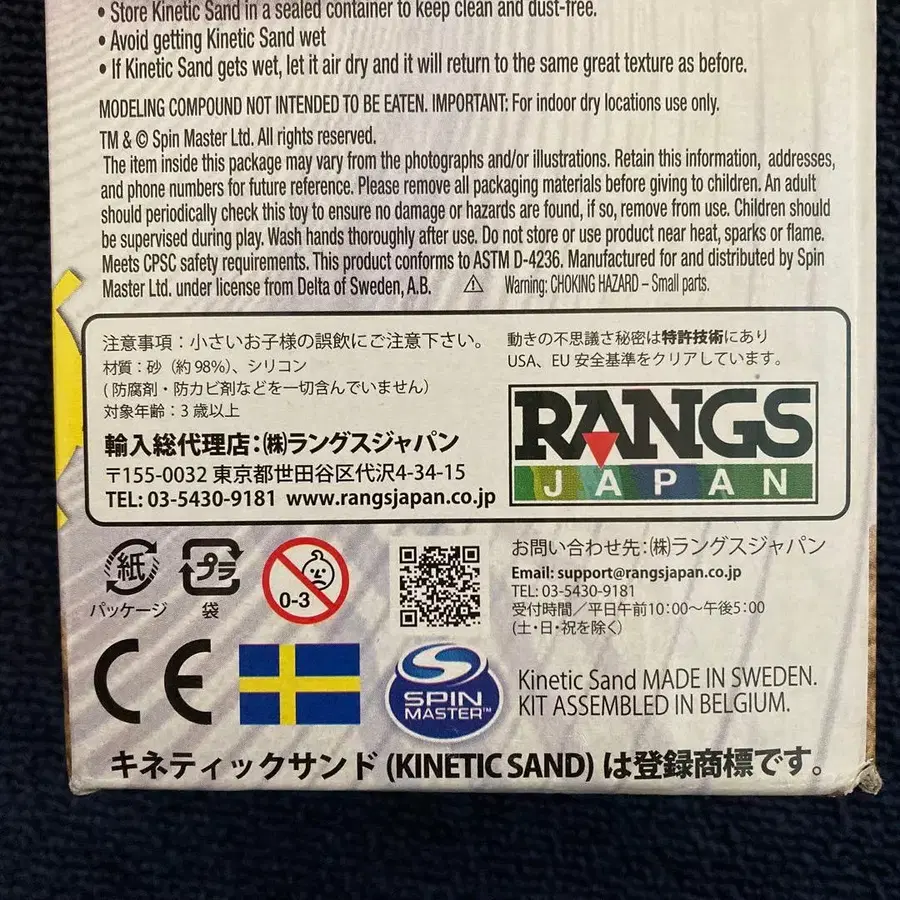 • Store Kinetic Sand in a sealed container to keep clean and dust-free.
• Avoid getting Kinetic Sand wet
• If Kinetic Sand gets wet, let it air dry and it will return to the same great texture as before.
MODELING COMPOUND NOT INTENDED TO BE EATEN. IMPORTANT: For indoor dry locations use only.
TM & © Spin Master Ltd. All rights reserved.
The item inside this package may vary from the photographs and/or illustrations. Retain this information, addresses,
and phone numbers for future reference. Please remove all packaging materials before giving to children. An adult
should periodically check this toy to ensure no damage or hazards are found, if so, remove from use. Children should
be supervised during play. Wash hands thoroughly after use. Do not store or use product near heat, sparks or flame.
Meets CPSC safety requirements. This product conforms to ASTM D-4236. Manufactured for and distributed by Spin
Master Ltd. under license from Delta of Sweden, A.B. ⚠ Warning: CHOKING HAZARD – Small parts.
注意事項：小さいお子様の誤飲にご注意下さい。
材質：砂（約98%）、シリコン
(防腐剤・防カビ剤などを一切含んでいません)
対象年齢：3歳以上
輸入総代理店：㈱ラングスジャパン
〒155-0032 東京都世田谷区代沢4-34-15
TEL: 03-5430-9181 www.rangsjapan.co.jp
動きの不思議さ秘密は特許技術にあり
USA、EU 安全基準をクリアしています。
RANGS
JAPAN
紙
パッケージ
プラ
袋
0-3
お問い合わせ先：㈱ラングスジャパン
Email: support@rangsjapan.co.jp
TEL: 03-5430-9181
受付時間／平日午前10：00〜午後5：00
(土・日・祝を除く)
CE
SPIN
MASTER™
Kinetic Sand MADE IN SWEDEN.
KIT ASSEMBLED IN BELGIUM.
キネティックサンド (KINETIC SAND) は登録商標です。